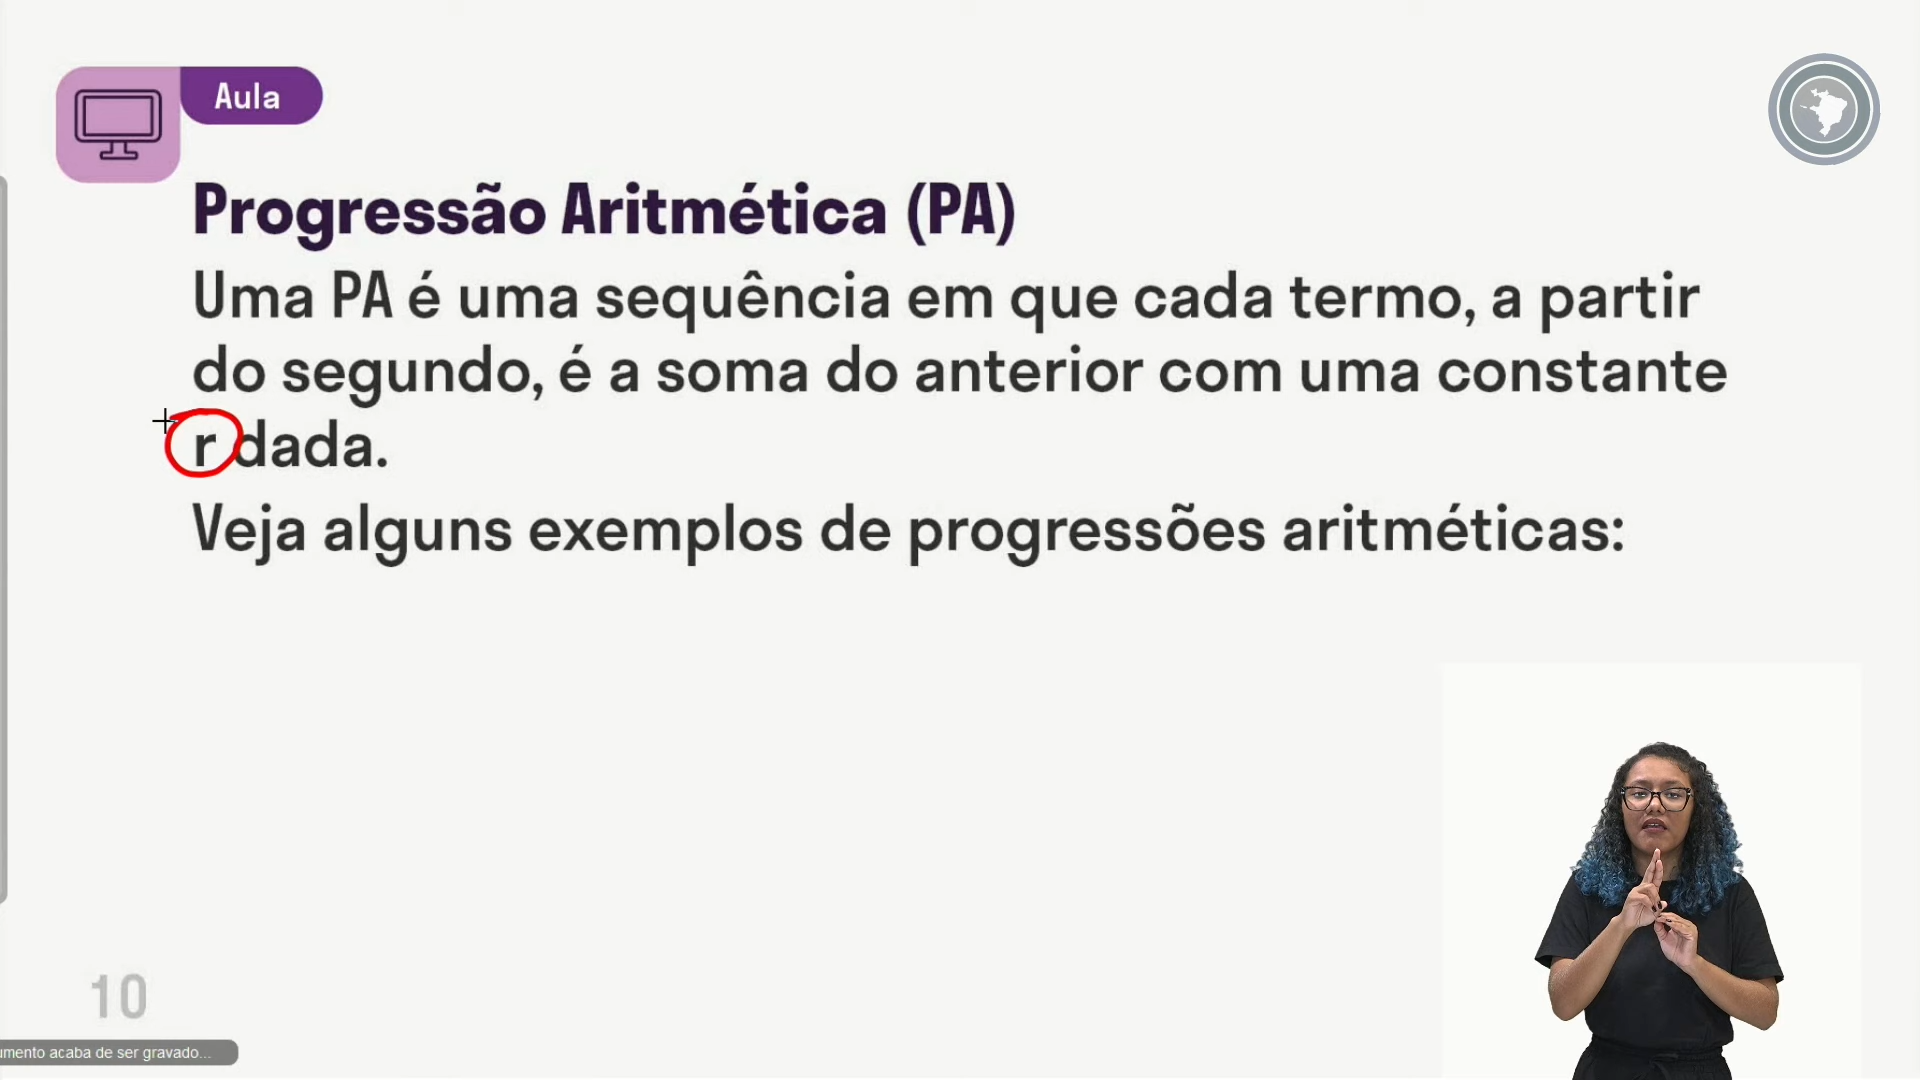 Aula
Progressão Aritmética (PA)
Uma PA é uma sequência em que cada termo, a partir
do segundo, é a soma do anterior com uma constante
r dada.
Veja alguns exemplos de progressões aritméticas:
10
umento acaba de ser gravado...